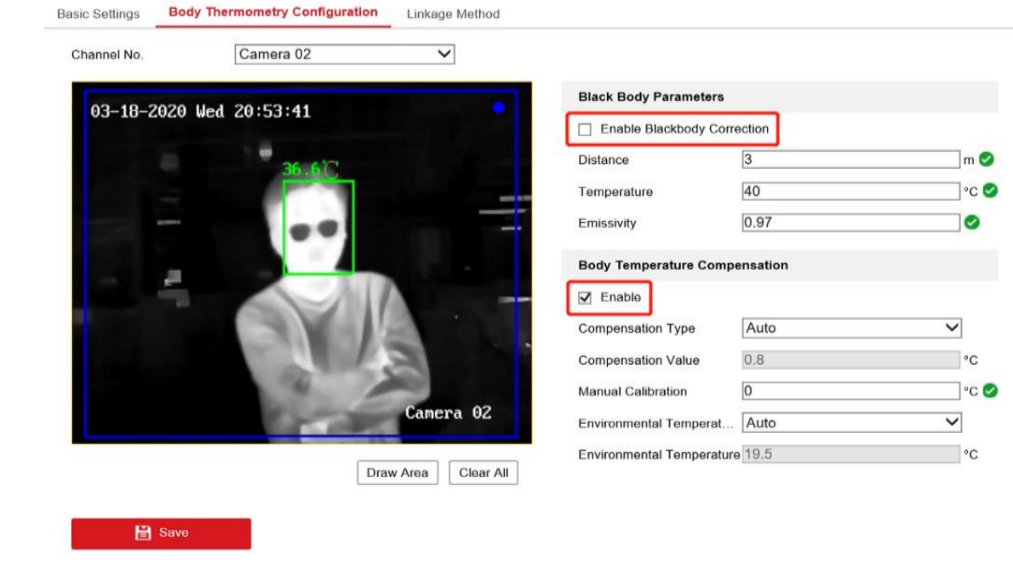 Basic Settings Body Thermometry Configuration Linkage Method
Channel No. Camera 02
03-18-2020 Wed 20:53:41
36.6℃
Camera 02
Draw Area Clear All
Save
Black Body Parameters
Enable Blackbody Correction
Distance 3 m
Temperature 40 °C
Emissivity 0.97
Body Temperature Compensation
Enable
Compensation Type Auto
Compensation Value 0.8 °C
Manual Calibration 0 °C
Environmental Temperat... Auto
Environmental Temperature 19.5 °C